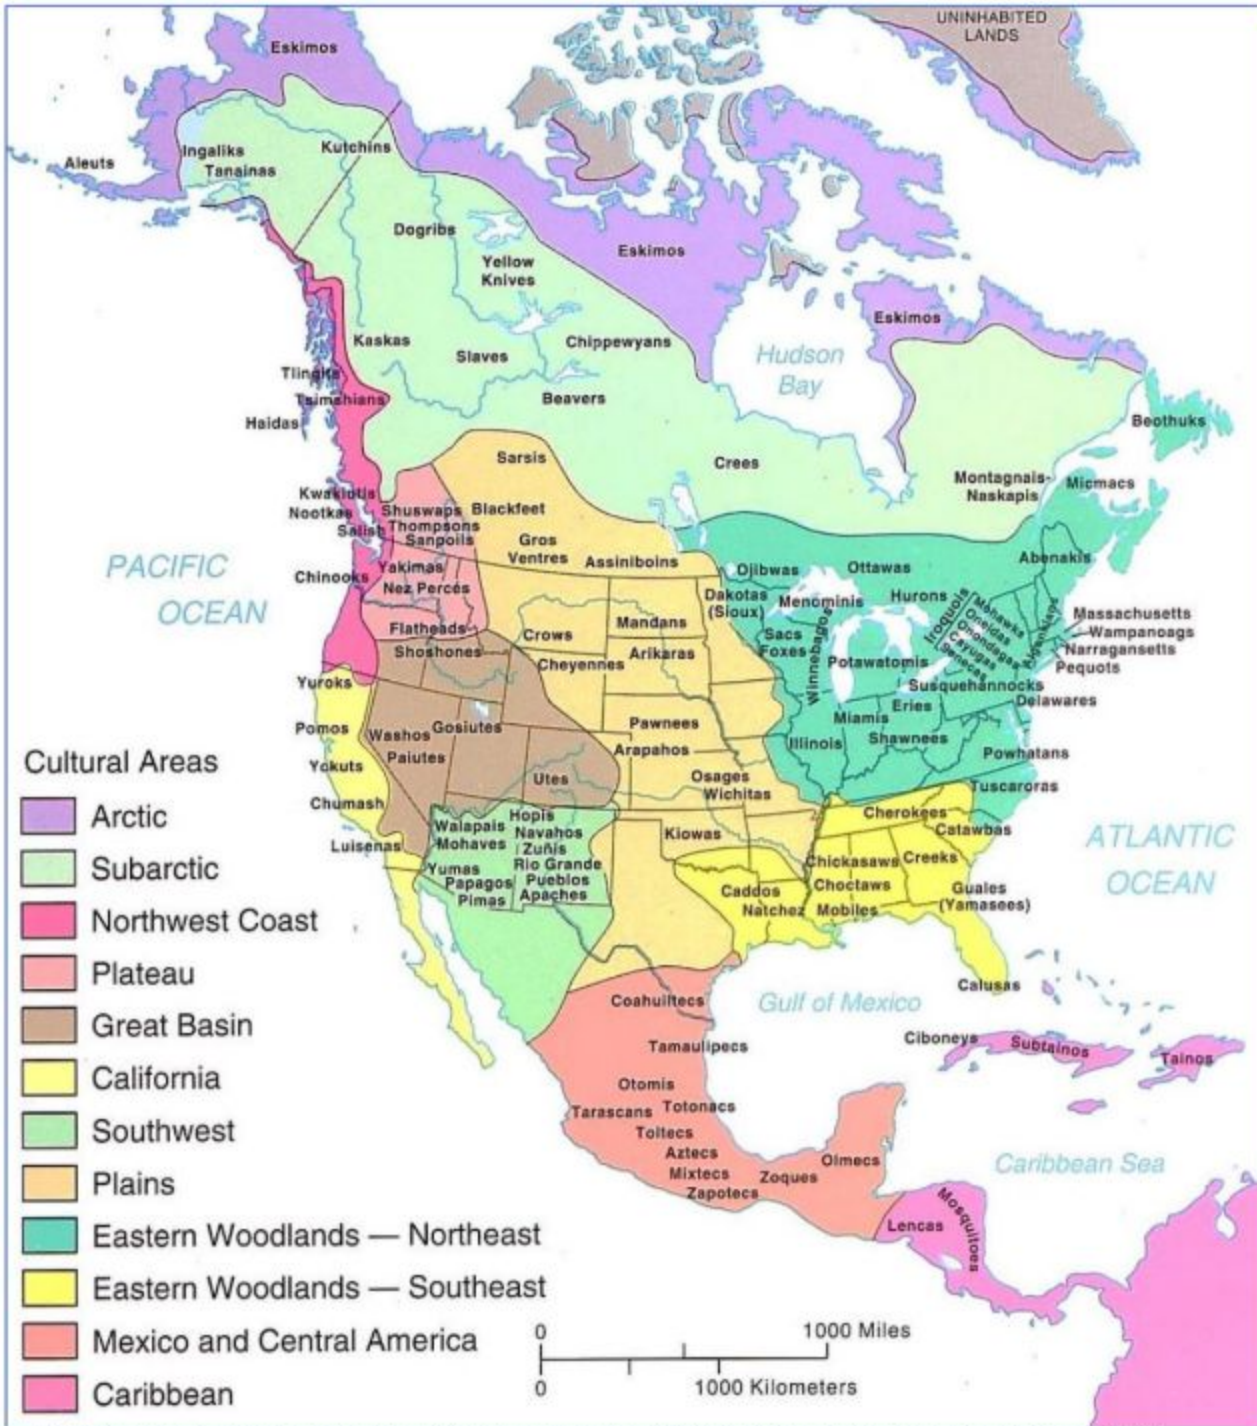 UNINHABITED
LANDS
Eskimos
Aleuts
Ingaliks
Tanainas
Kutchins
Dogribs
Yellow
Knives
Eskimos
Eskimos
Kaskas
Slaves
Chippewyans
Hudson
Bay
Tlingits
Tsimshians
Haidas
Beavers
Beothuks
Sarsis
Crees
Montagnais-
Naskapis
Micmacs
Kwakiutls
Nootkas
Salish
Shuswaps
Thompsons
Sanpoils
Blackfeet
Gros
Ventres
Assiniboins
Abenakis
PACIFIC
OCEAN
Chinooks
Yakimas
Nez Percés
Flatheads
Ojibwas
Ottawas
Dakotas
(Sioux)
Menominis
Hurons
Iroquois
Mohawks
Oneidas
Onondagas
Cayugas
Senecas
Algonkians
Massachusetts
Wampanoags
Narragansetts
Pequots
Crows
Mandans
Sacs
Foxes
Winnebagos
Shoshones
Cheyennes
Arikaras
Potawatomis
Susquehannocks
Delawares
Yuroks
Pomos
Washos
Gosiutes
Paiutes
Pawnees
Arapahos
Miamis
Eries
Illinois
Shawnees
Powhatans
Yokuts
Utes
Osages
Wichitas
Tuscaroras
Chumash
Luisenas
Walapais
Mohaves
Hopis
Navahos
Zuñis
Rio Grande
Pueblos
Apaches
Yumas
Papagos
Pimas
Kiowas
Cherokees
Catawbas
Chickasaws
Creeks
Choctaws
Caddos
Natchez
Mobiles
Guales
(Yamasees)
ATLANTIC
OCEAN
Calusas
Coahuiltecs
Gulf of Mexico
Ciboneys
Subtainos
Tainos
Tamaulipecs
Otomis
Tarascans
Totonacs
Toltecs
Aztecs
Mixtecs
Zapotecs
Zoques
Olmecs
Caribbean Sea
Lencas
Mosquitoes
Cultural Areas
Arctic
Subarctic
Northwest Coast
Plateau
Great Basin
California
Southwest
Plains
Eastern Woodlands — Northeast
Eastern Woodlands — Southeast
Mexico and Central America
Caribbean
0
1000 Miles
0
1000 Kilometers